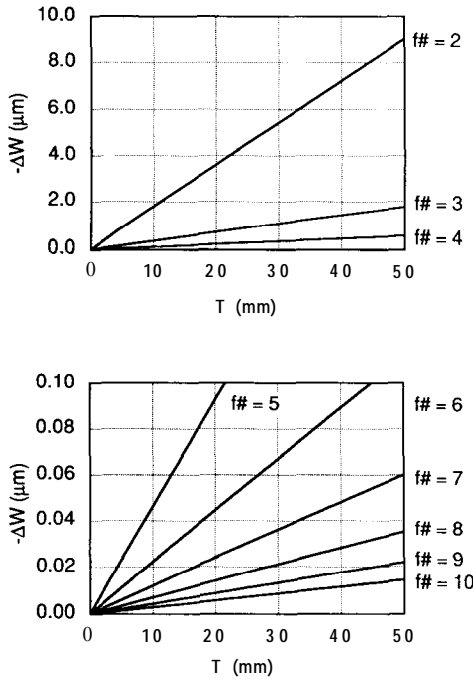 10.0
8.0
6.0
4.0
2.0
0.0
-ΔW (μm)
f# = 2
f# = 3
f# = 4
0 10 20 30 40 50
T (mm)
0.10
0.08
0.06
0.04
0.02
0.00
-ΔW (μm)
f# = 5
f# = 6
f# = 7
f# = 8
f# = 9
f# = 10
0 10 20 30 40 50
T (mm)